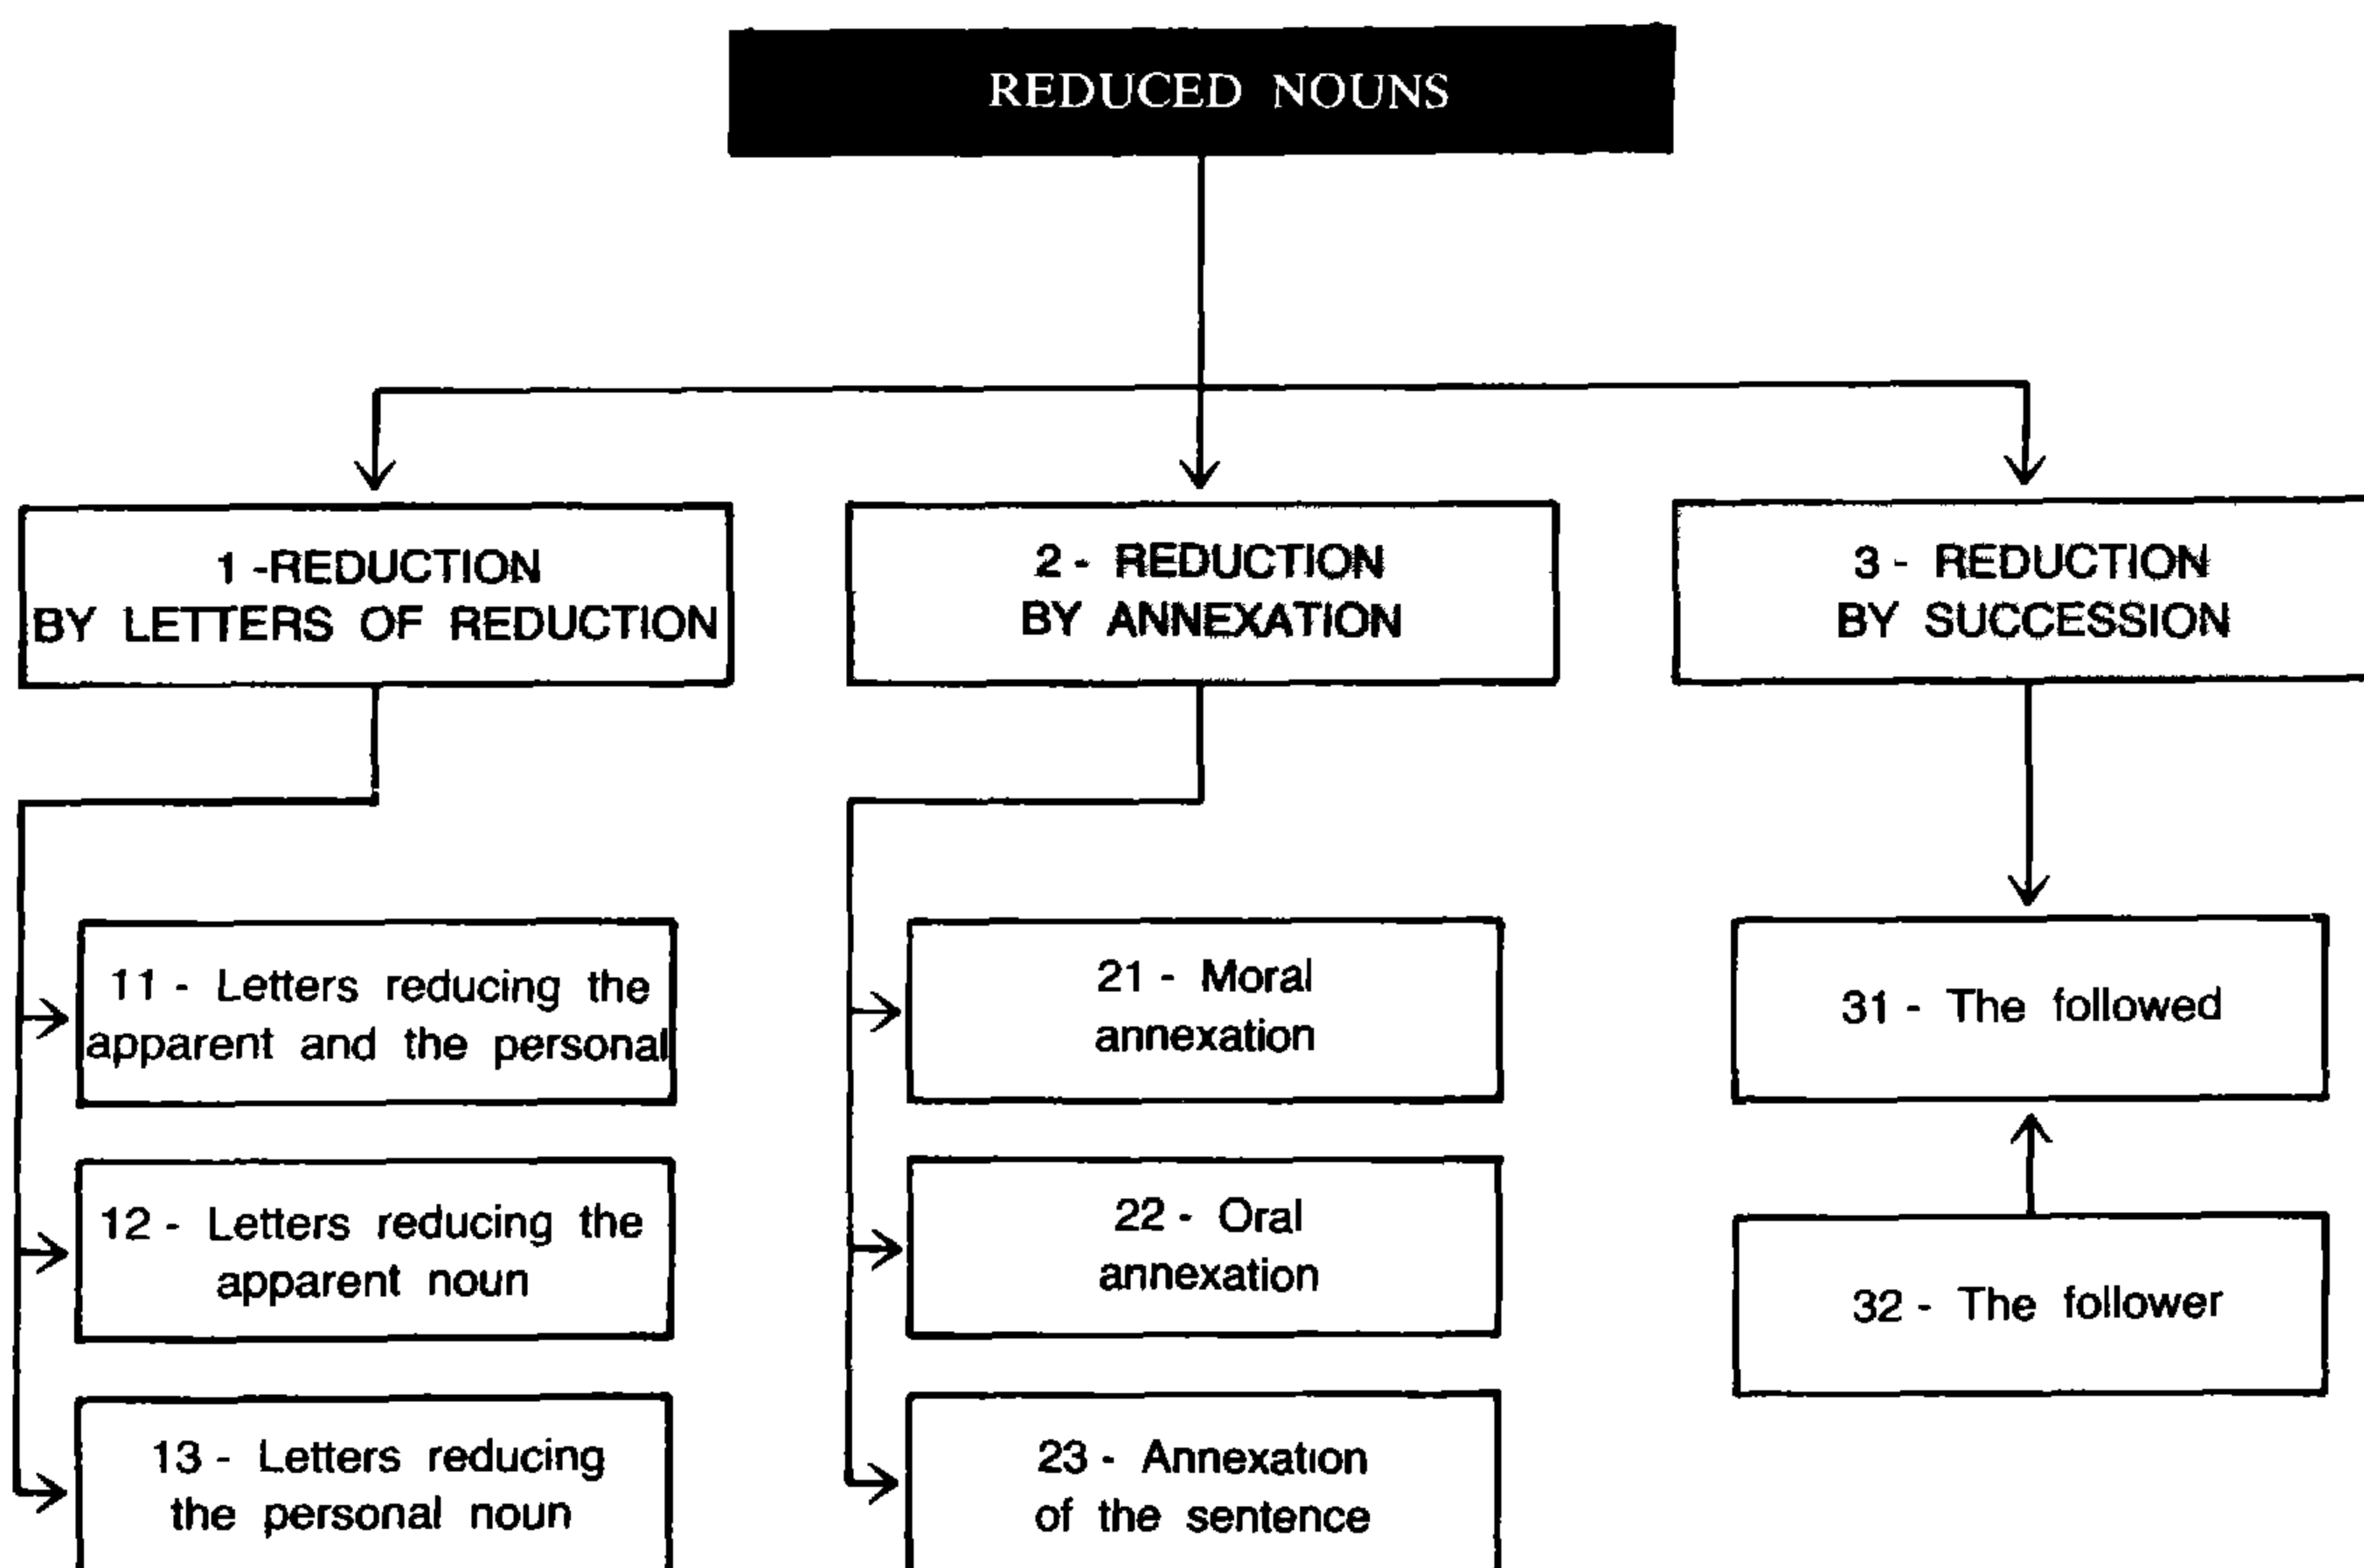 REDUCED NOUNS
1 -REDUCTION
BY LETTERS OF REDUCTION
2 - REDUCTION
BY ANNEXATION
3 - REDUCTION
BY SUCCESSION
11 - Letters reducing the
apparent and the personal
12 - Letters reducing the
apparent noun
13 - Letters reducing
the personal noun
21 - Moral
annexation
22 - Oral
annexation
23 - Annexation
of the sentence
31 - The followed
32 - The follower